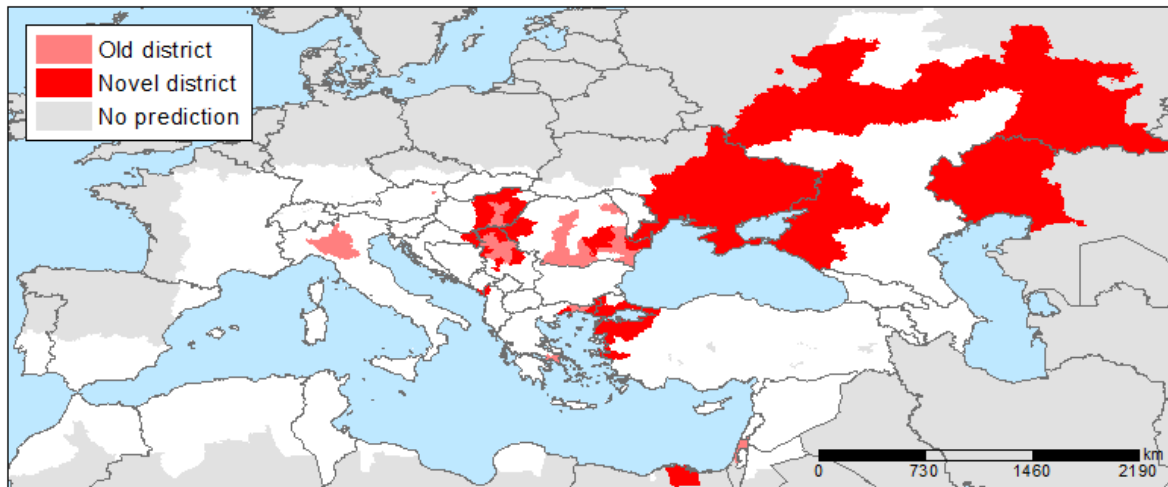 Old district
Novel district
No prediction
km
0 730 1460 2190